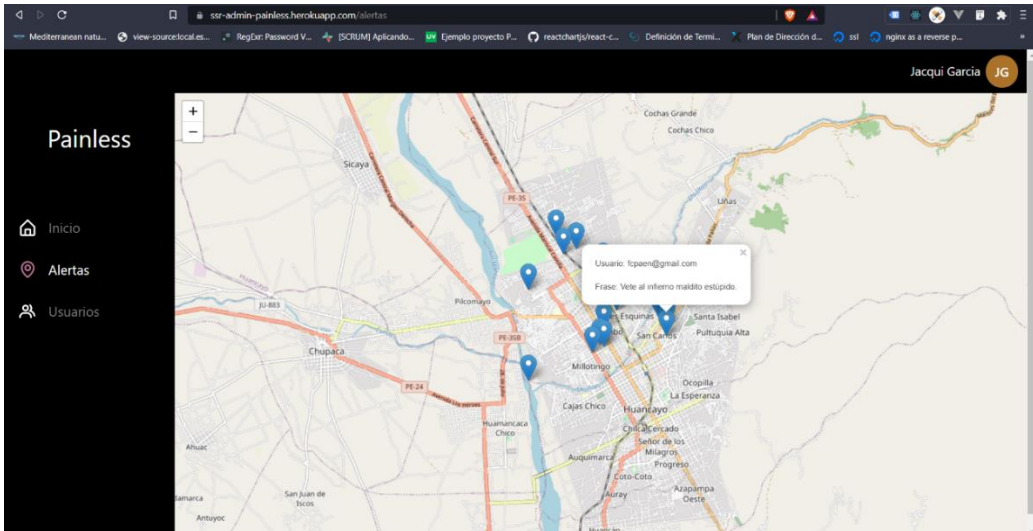 ssr-admin-painless.herokuapp.com/alertas
Mediterranean natu...
view-source:local.es...
RegExr: Password V...
[SCRUM] Aplicando...
Ejemplo proyecto P...
reactchartjs/react-c...
Definición de Termi...
Plan de Dirección d...
ssl
nginx as a reverse p...
Jacqui Garcia
JG
Painless
Inicio
Alertas
Usuarios
+
−
Cochas Grande
Cochas Chico
Sicaya
PE-3S
Uñas
Usuario: fcpaen@gmail.com
Frase: Vete al infierno maldito estúpido.
×
JU-883
Pilcomayo
Esquinas
Santa Isabel
San Carlos
Pultuquia Alta
PE-3SB
Chupaca
Millotingo
PE-24
Ocopilla
La Esperanza
Cajas Chico
Huancayo
Huamancaca
Chico
Chilca Cercado
Señor de los
Milagros
Ahuac
Auquimarca
Progreso
Coto-Coto
Azapampa
Oeste
Auray
San Juan de
Iscos
Antuyoc